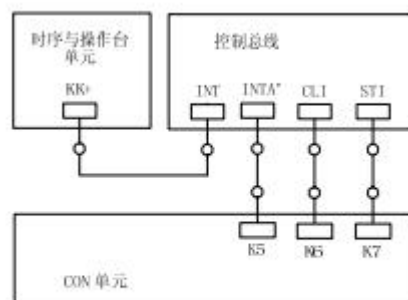 时序与操作台
单元
KK+
控制总线
INT
INTA'
CLI
STI
K5
K6
K7
CON 单元